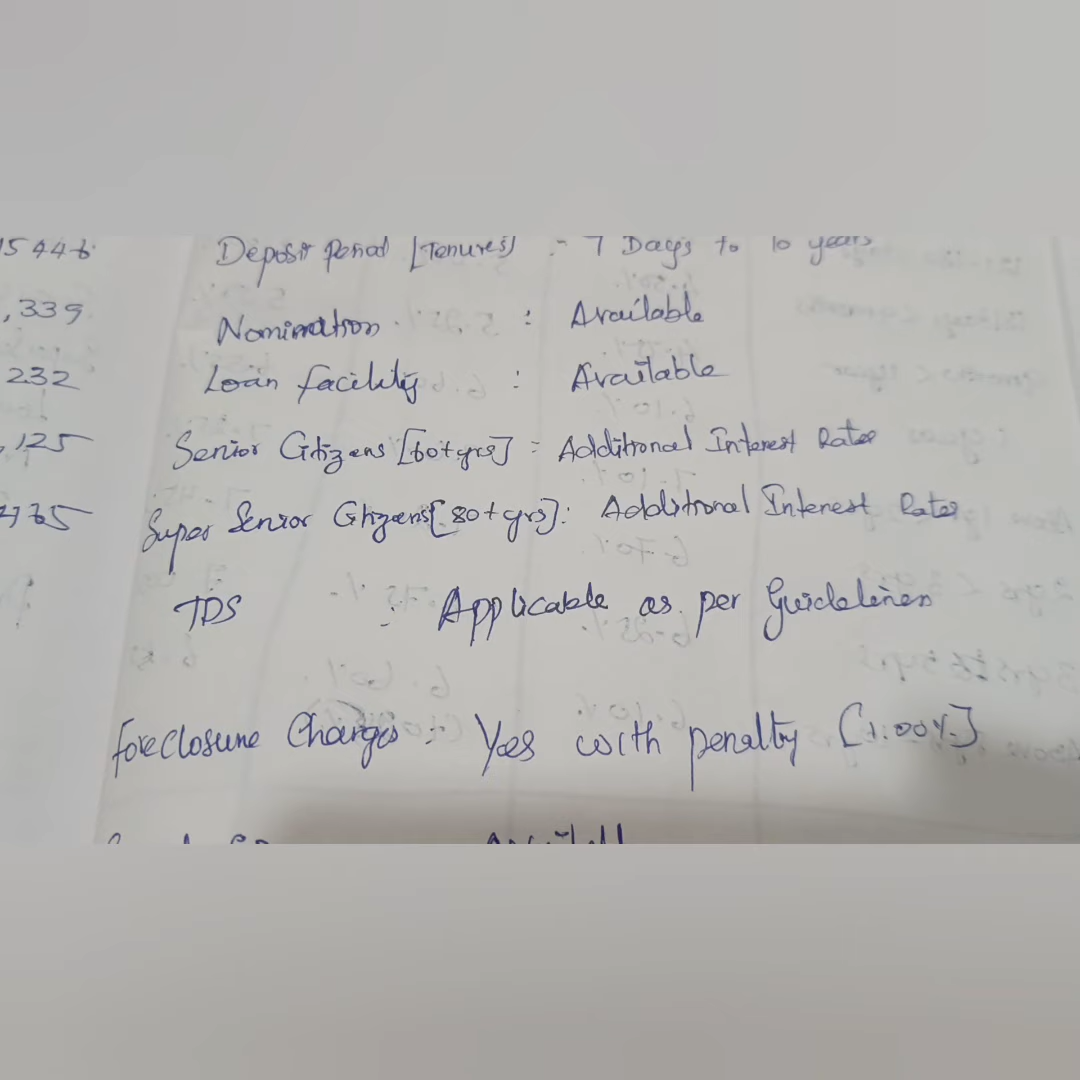 15446 Deposit Period [Tenures] :- 7 Days to 10 years
,339 Nomination : Available
232 Loan facility : Available
,125 Senior Citizens [60+yrs] : Additional Interest Rates
Super Senior Citizens [80+yrs] : Additional Interest Rates
TDS : Applicable as per Guidelines
Foreclosure Charges : Yes with penalty [1.00%]